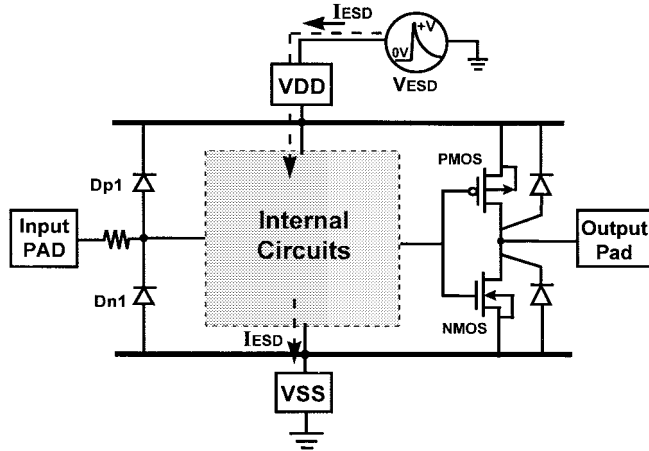 IESD
+V
0V
VESD
VDD
PMOS
Dp1
Input
PAD
Internal
Circuits
Output
Pad
Dn1
NMOS
IESD
VSS